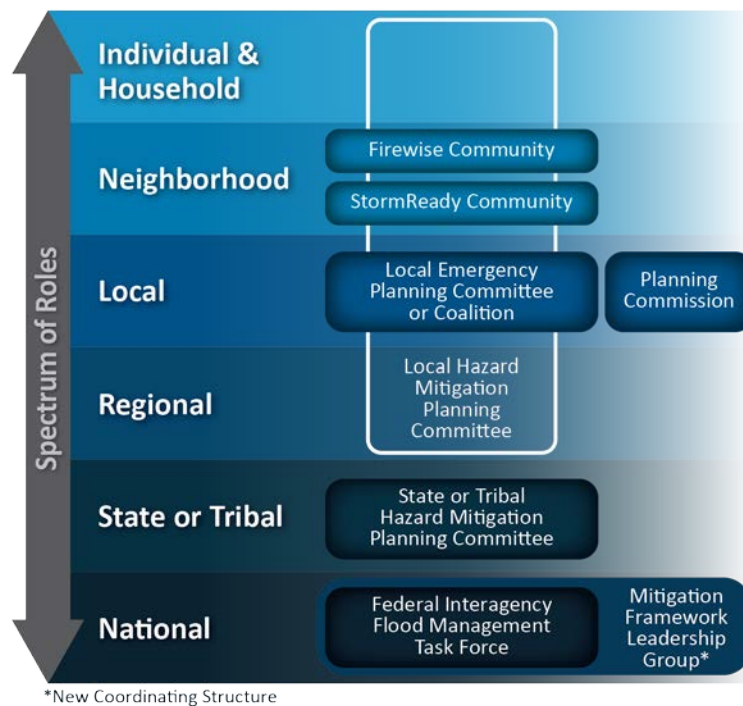 Spectrum of Roles
Individual &
Household
Neighborhood
Firewise Community
StormReady Community
Local
Local Emergency
Planning Committee
or Coalition
Planning
Commission
Regional
Local Hazard
Mitigation
Planning
Committee
State or Tribal
State or Tribal
Hazard Mitigation
Planning Committee
National
Federal Interagency
Flood Management
Task Force
Mitigation
Framework
Leadership
Group*
*New Coordinating Structure